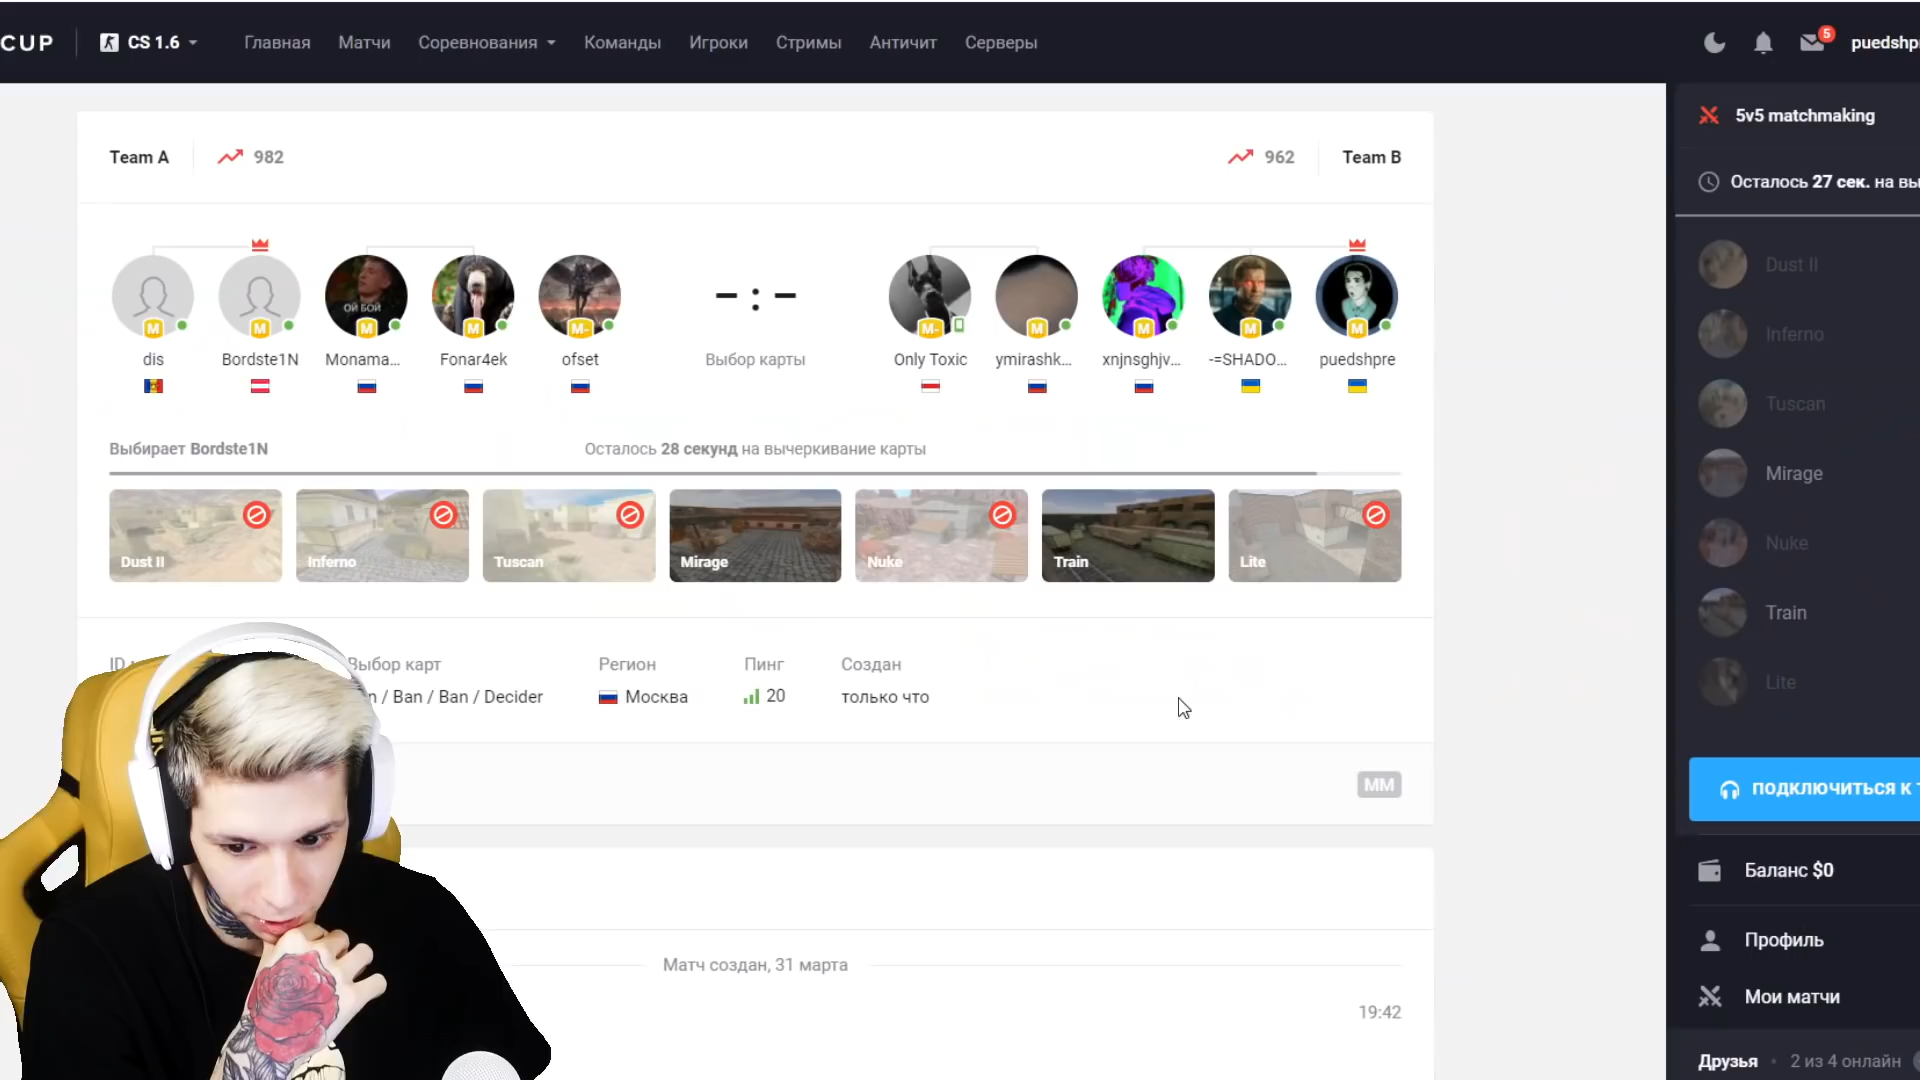 CUP
CS 1.6
Главная
Матчи
Соревнования
Команды
Игроки
Стримы
Античит
Серверы
5
5v5 matchmaking
Team A
982
962
Team B
Осталось 27 сек. на
Dust II
Inferno
Tuscan
Mirage
Nuke
Train
Lite
ОЙ БОЙ
M
M
M
M
M-
- : -
M-
M
M
M
M
dis
Bordste1N
Monama...
Fonar4ek
ofset
Выбор карты
Only Toxic
ymirashk...
xnjnsghjv...
-=SHADO...
puedshpre
Выбирает Bordste1N
Осталось 28 секунд на вычеркивание карты
Dust II
Inferno
Tuscan
Mirage
Nuke
Train
Lite
ID
Выбор карт
Регион
Пинг
Создан
/ Ban / Ban / Decider
Москва
20
только что
MM
ПОДКЛЮЧИТЬСЯ К
Баланс $0
Профиль
Матч создан, 31 марта
Мои матчи
19:42
Друзья
2 из 4 онлайн